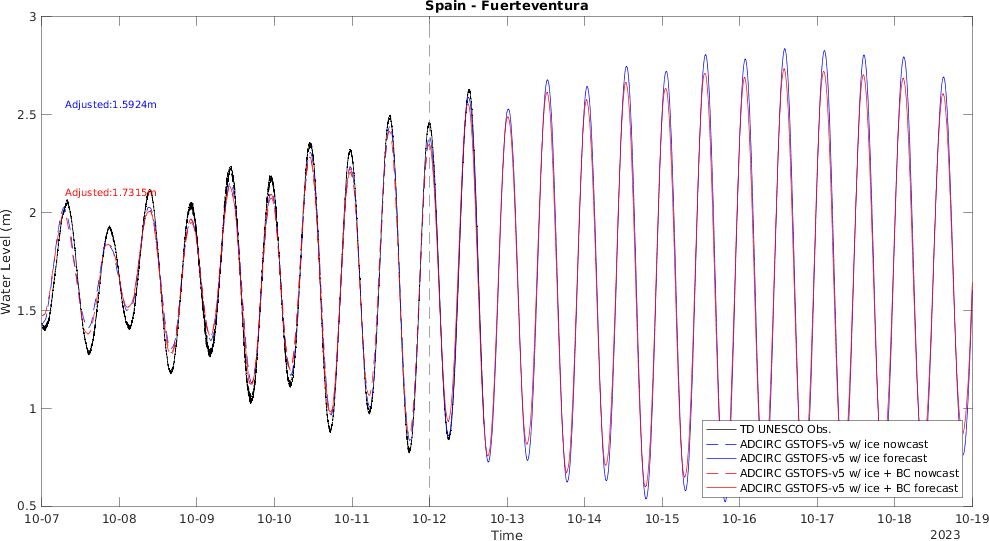 Spain - Fuerteventura
3
2.5
2
1.5
1
0.5
Water Level (m)
Adjusted:1.5924m
Adjusted:1.7315m
TD UNESCO Obs.
ADCIRC GSTOFS-v5 w/ ice nowcast
ADCIRC GSTOFS-v5 w/ ice forecast
ADCIRC GSTOFS-v5 w/ ice + BC nowcast
ADCIRC GSTOFS-v5 w/ ice + BC forecast
10-07 10-08 10-09 10-10 10-11 10-12 10-13 10-14 10-15 10-16 10-17 10-18 10-19
Time
2023